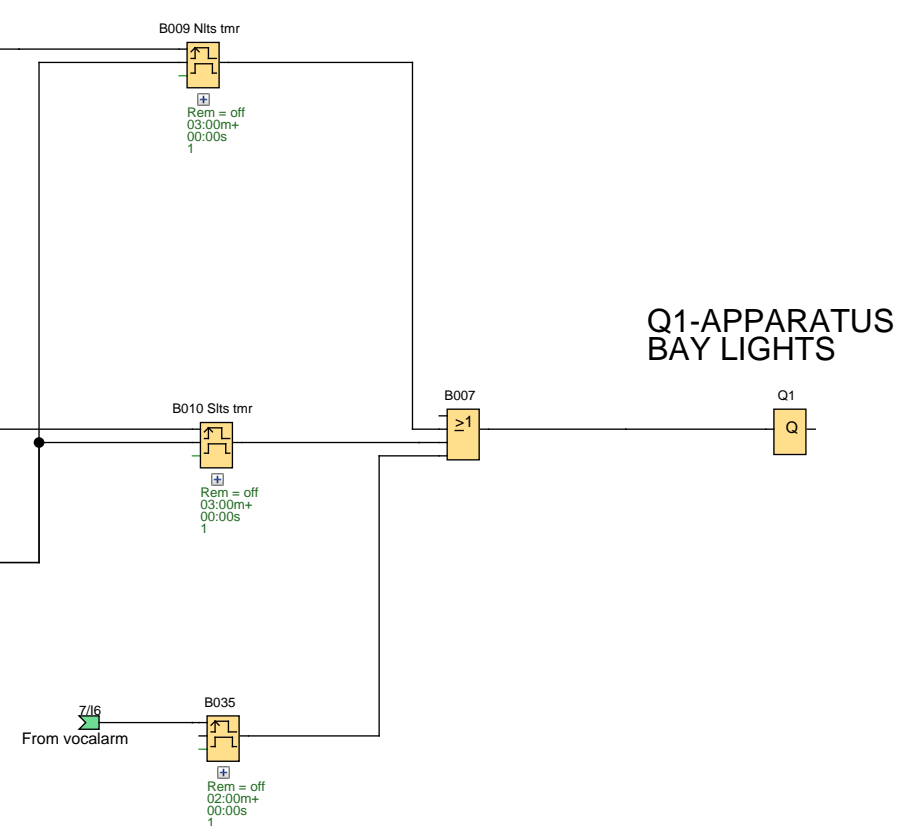 B009 Nlts tmr
Rem = off
03:00m+
00:00s
1
Q1-APPARATUS
BAY LIGHTS
B010 Slts tmr
B007
Q1
≥1
Q
Rem = off
03:00m+
00:00s
1
7/I6
From vocalarm
B035
Rem = off
02:00m+
00:00s
1